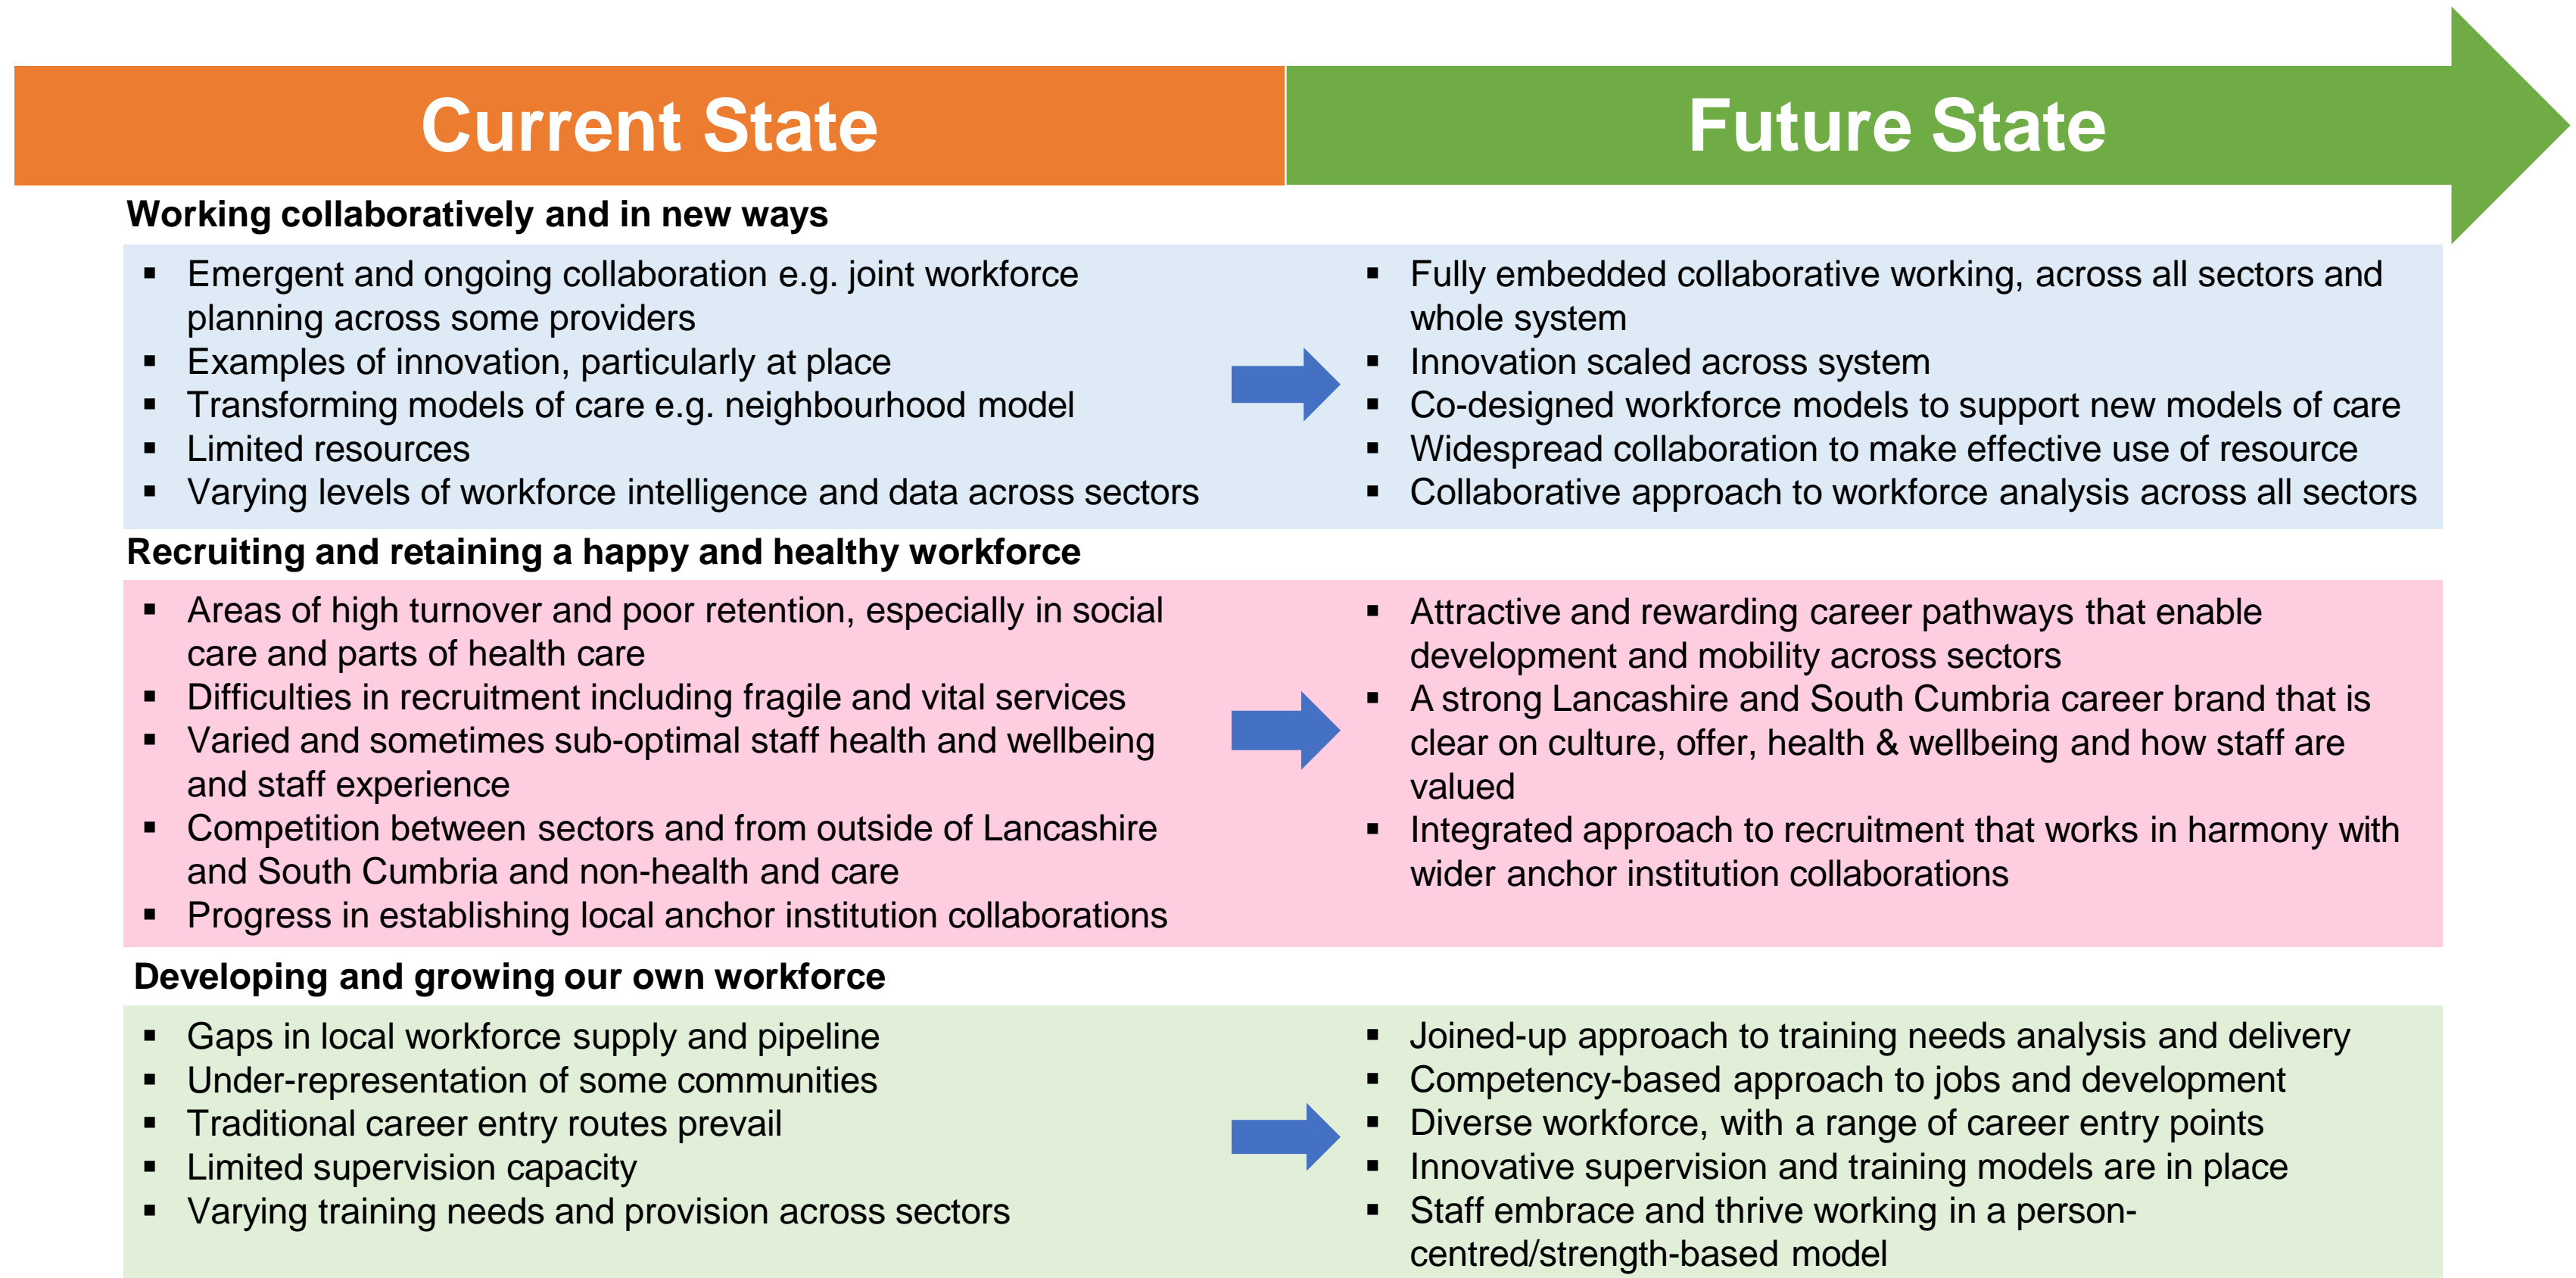 Current State
Future State
Working collaboratively and in new ways
▪ Emergent and ongoing collaboration e.g. joint workforce
planning across some providers
▪ Examples of innovation, particularly at place
▪ Transforming models of care e.g. neighbourhood model
▪ Limited resources
▪ Varying levels of workforce intelligence and data across sectors
▪ Fully embedded collaborative working, across all sectors and
whole system
▪ Innovation scaled across system
▪ Co-designed workforce models to support new models of care
▪ Widespread collaboration to make effective use of resource
▪ Collaborative approach to workforce analysis across all sectors
Recruiting and retaining a happy and healthy workforce
▪ Areas of high turnover and poor retention, especially in social
care and parts of health care
▪ Difficulties in recruitment including fragile and vital services
▪ Varied and sometimes sub-optimal staff health and wellbeing
and staff experience
▪ Competition between sectors and from outside of Lancashire
and South Cumbria and non-health and care
▪ Progress in establishing local anchor institution collaborations
▪ Attractive and rewarding career pathways that enable
development and mobility across sectors
▪ A strong Lancashire and South Cumbria career brand that is
clear on culture, offer, health & wellbeing and how staff are
valued
▪ Integrated approach to recruitment that works in harmony with
wider anchor institution collaborations
Developing and growing our own workforce
▪ Gaps in local workforce supply and pipeline
▪ Under-representation of some communities
▪ Traditional career entry routes prevail
▪ Limited supervision capacity
▪ Varying training needs and provision across sectors
▪ Joined-up approach to training needs analysis and delivery
▪ Competency-based approach to jobs and development
▪ Diverse workforce, with a range of career entry points
▪ Innovative supervision and training models are in place
▪ Staff embrace and thrive working in a person-
centred/strength-based model